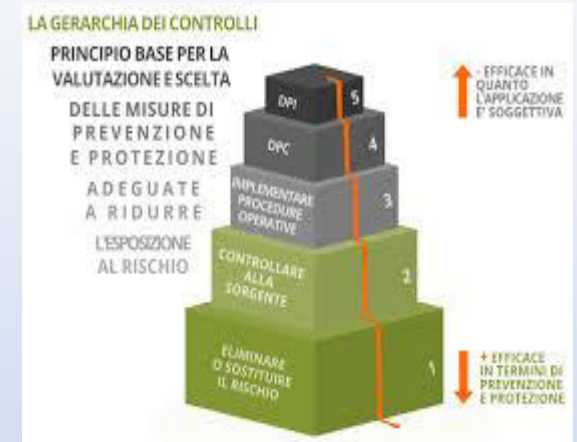 LA GERARCHIA DEI CONTROLLI
PRINCIPIO BASE PER LA
VALUTAZIONE E SCELTA
DELLE MISURE DI
PREVENZIONE
E PROTEZIONE
ADEGUATE
A RIDURRE
L'ESPOSIZIONE
AL RISCHIO
- EFFICACE IN
QUANTO
L'APPLICAZIONE
E' SOGGETTIVA
DPI 5
DPC 4
IMPLEMENTARE
PROCEDURE
OPERATIVE
3
CONTROLLARE
ALLA
SORGENTE
2
ELIMINARE
O SOSTITUIRE
IL RISCHIO
1
+ EFFICACE
IN TERMINI DI
PREVENZIONE
E PROTEZIONE